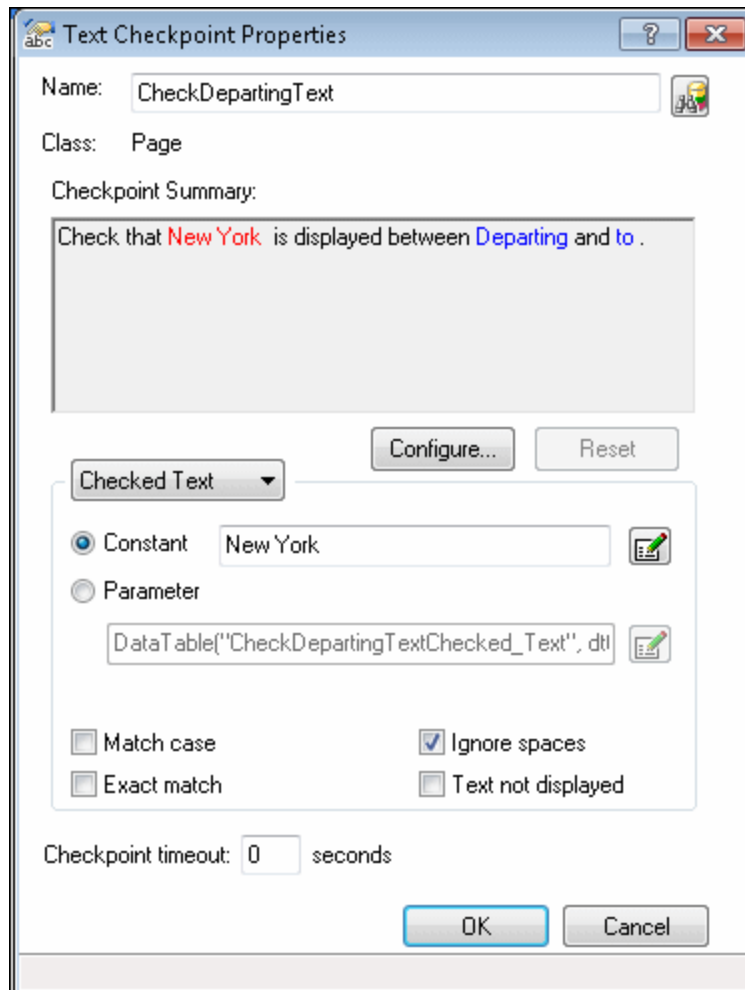 abc Text Checkpoint Properties ?
Name: CheckDepartingText
Class: Page
Checkpoint Summary:
Check that New York is displayed between Departing and to .
Configure... Reset
Checked Text
Constant New York
Parameter
DataTable("CheckDepartingTextChecked_Text",
Match case Ignore spaces
Exact match Text not displayed
Checkpoint timeout: 0 seconds
OK Cancel